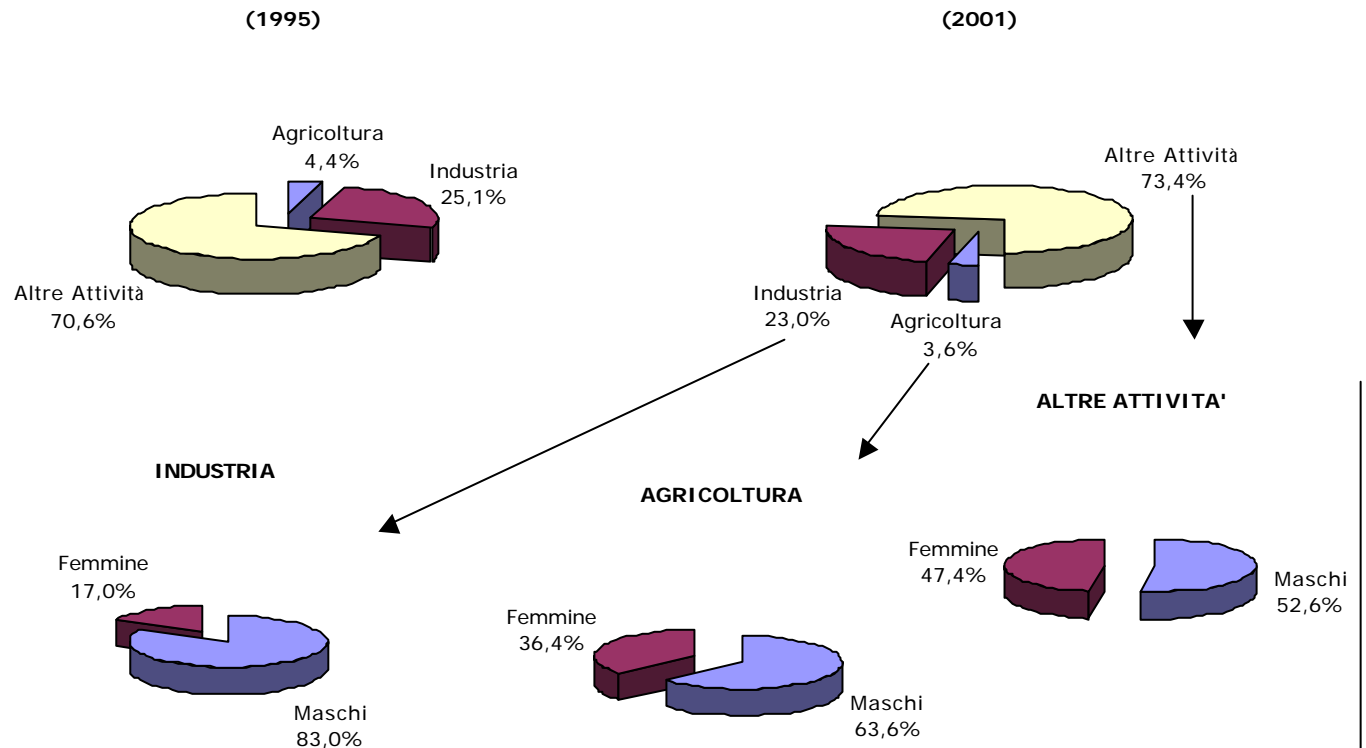 (1995)
(2001)
Agricoltura
4,4%
Industria
25,1%
Altre Attività
70,6%
Altre Attività
73,4%
Industria
23,0%
Agricoltura
3,6%
INDUSTRIA
AGRICOLTURA
ALTRE ATTIVITA'
Femmine
17,0%
Maschi
83,0%
Femmine
36,4%
Maschi
63,6%
Femmine
47,4%
Maschi
52,6%